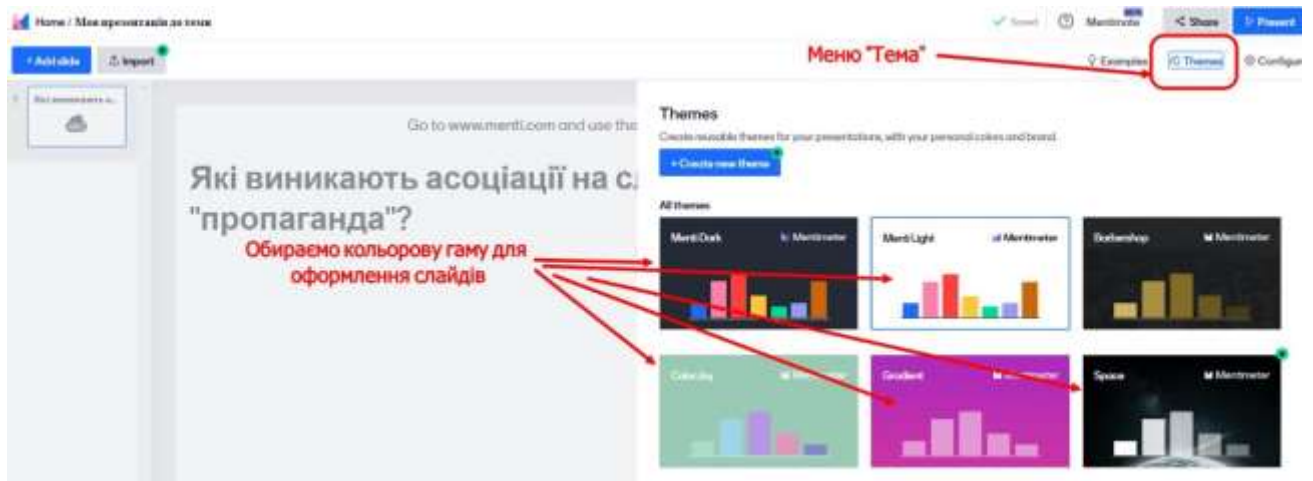 Home / Моя презентація до теми
Saved
Mentimote
Share
Present
Меню "Тема"
+ Add slide
Import
Examples
Themes
Configure
Які виникають а...
Go to www.menti.com and use the
Які виникають асоціації на сл
"пропаганда"?
Обираємо кольорову гаму для
оформлення слайдів
Themes
Create reusable themes for your presentations, with your personal colors and brand.
+ Create new theme
All themes
Menti Dark
Mentimeter
Menti Light
Mentimeter
Barbershop
Mentimeter
Mentimeter
Gradient
Mentimeter
Space
Mentimeter